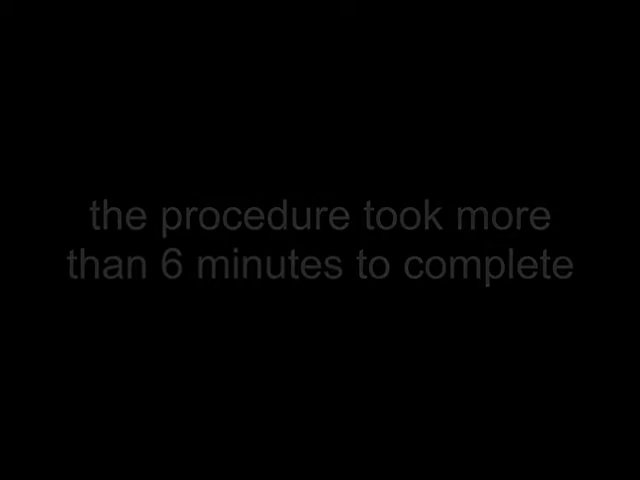 the procedure took more
than 6 minutes to complete